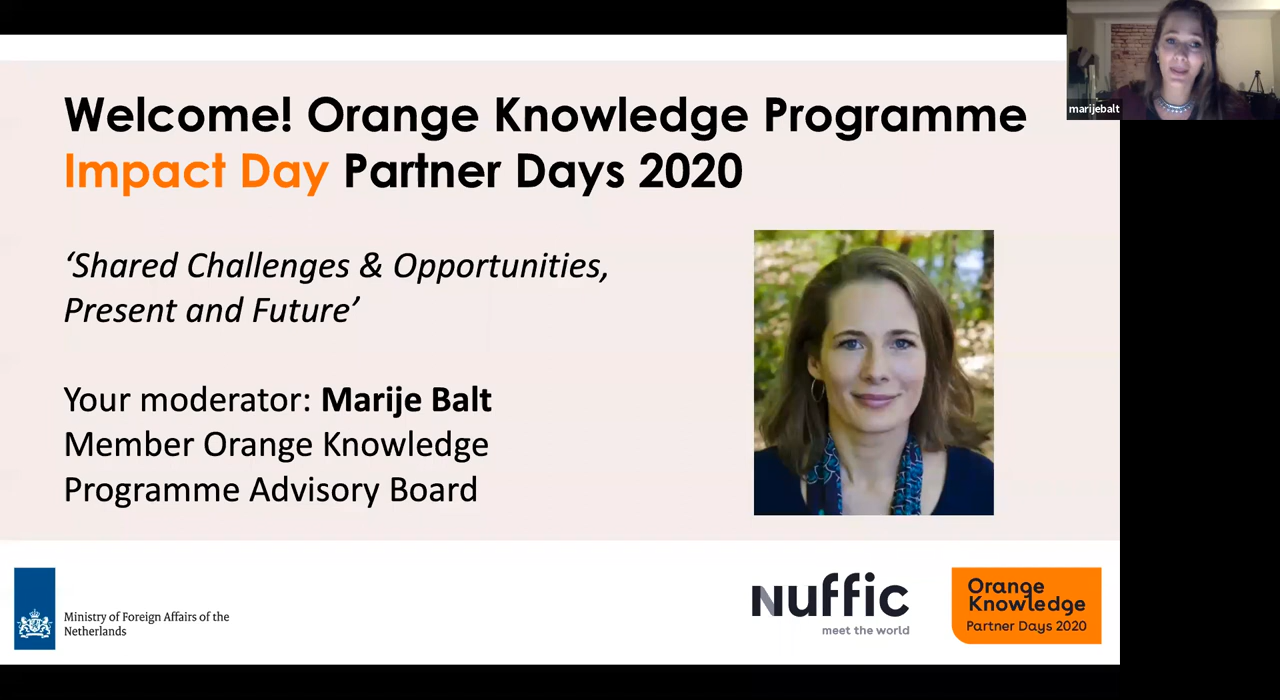 marijebalt
Welcome! Orange Knowledge Programme
Impact Day Partner Days 2020
‘Shared Challenges & Opportunities,
Present and Future’
Your moderator: Marije Balt
Member Orange Knowledge
Programme Advisory Board
Ministry of Foreign Affairs of the
Netherlands
nuffic
meet the world
Orange
Knowledge
Partner Days 2020